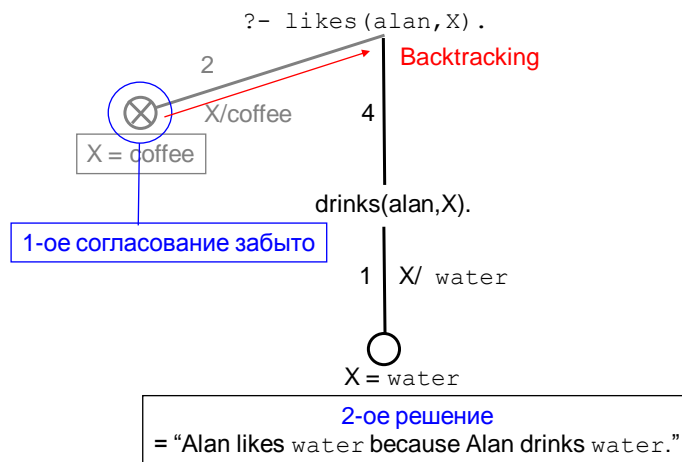 ?- likes(alan,X).
Backtracking
2
X/coffee
X = coffee
4
drinks(alan,X).
1-ое согласование забыто
1 X/ water
X = water
2-ое решение
= “Alan likes water because Alan drinks water.”